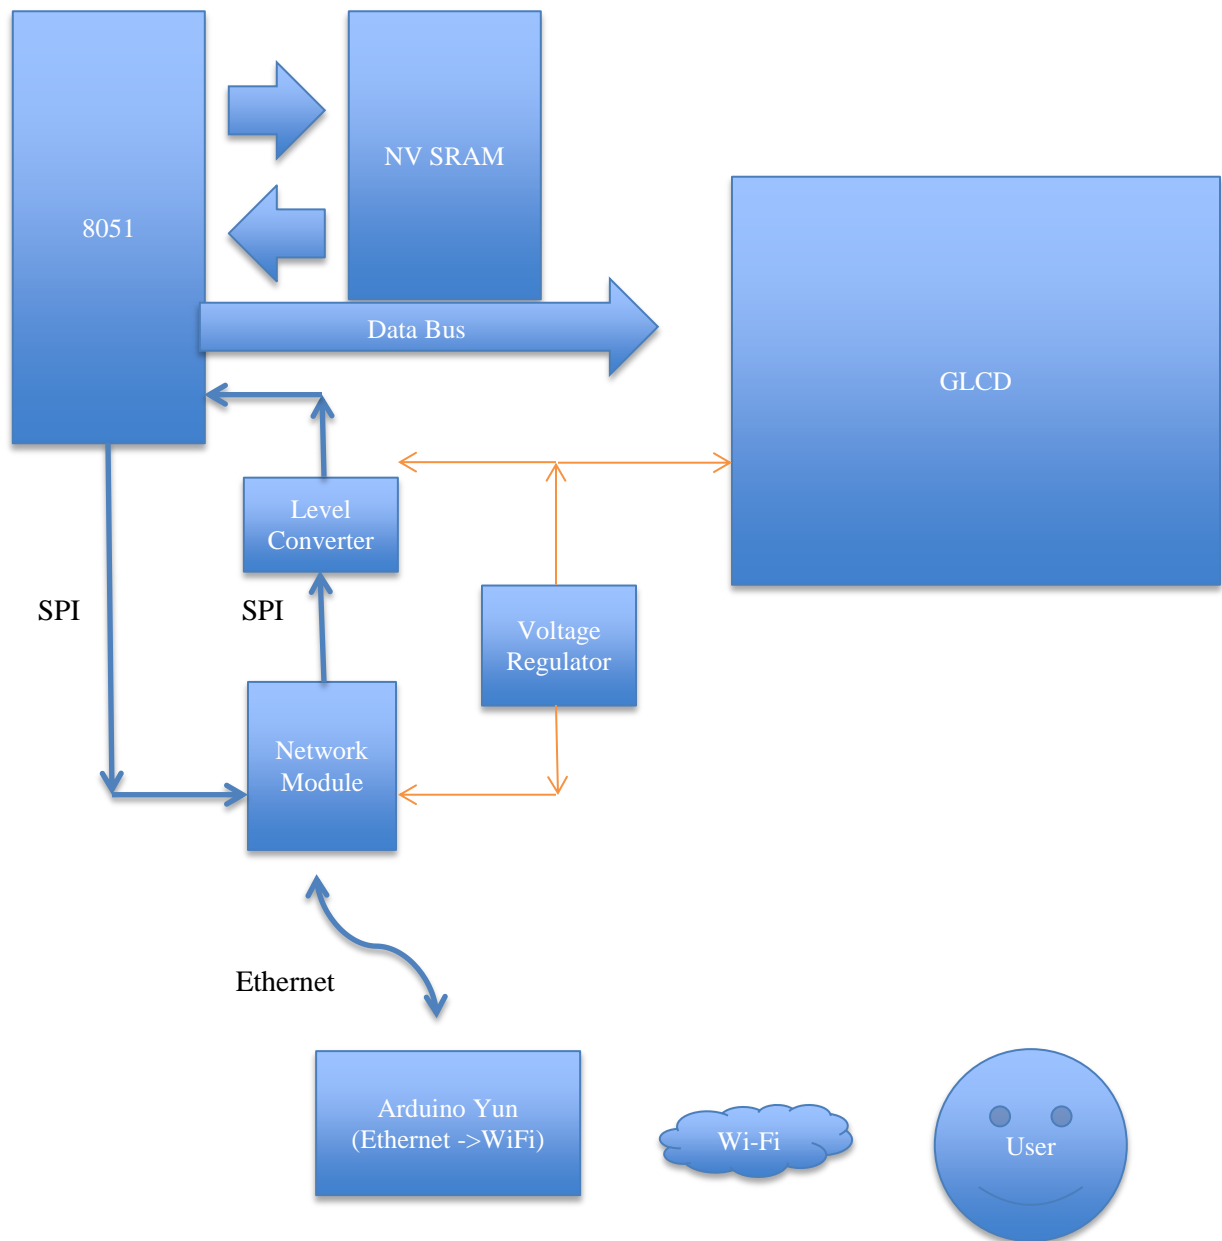 8051
NV SRAM
Data Bus
GLCD
Level
Converter
SPI
SPI
Voltage
Regulator
Network
Module
Ethernet
Arduino Yun
(Ethernet ->WiFi)
Wi-Fi
User